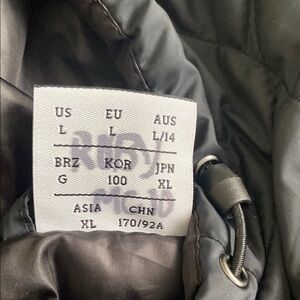 US EU AUS
L L L/14
BRZ KOR JPN
G 100 XL
ASIA CHN
XL 170/92A